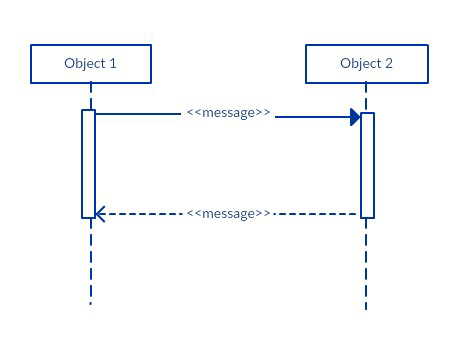 Object 1
Object 2
<<message>>
<<message>>